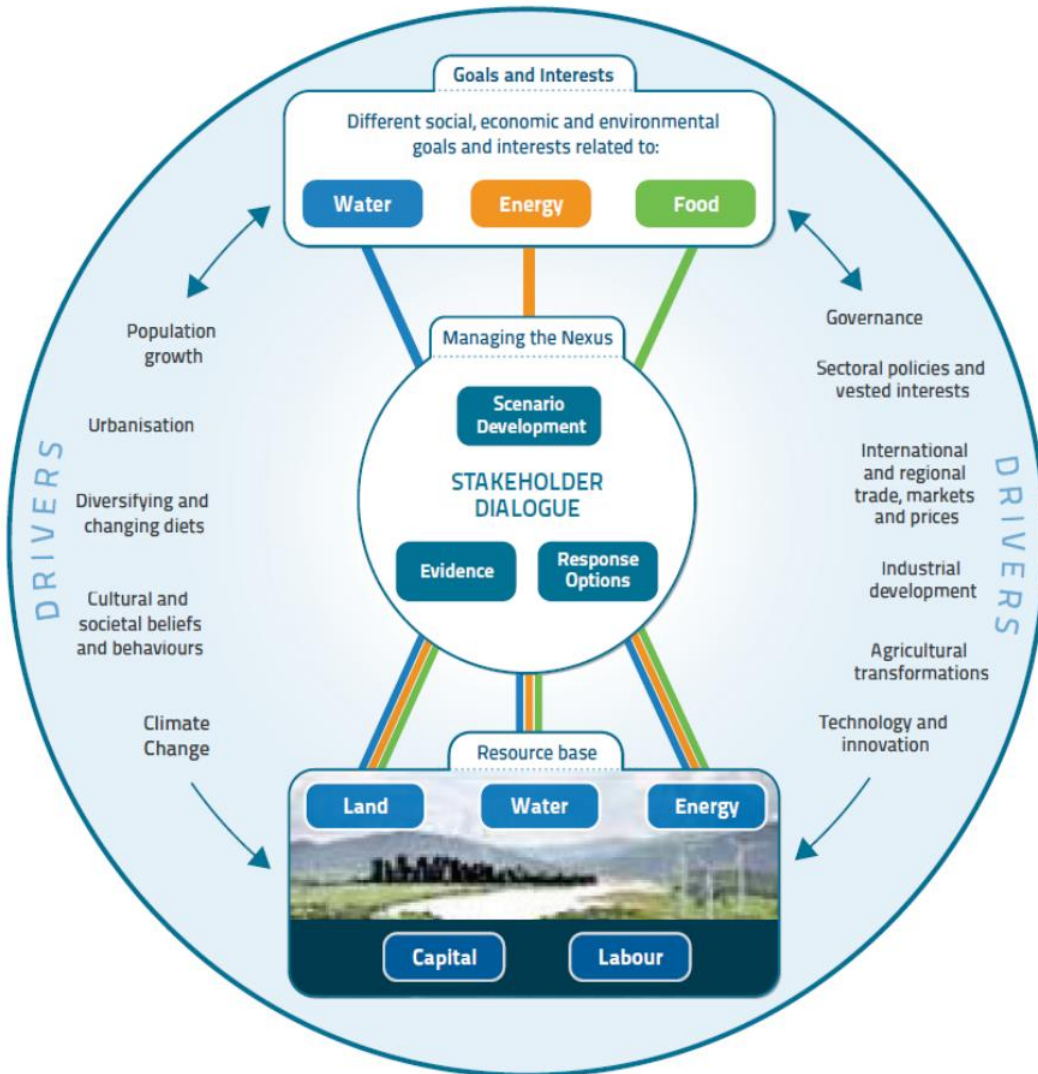 Goals and Interests
Different social, economic and environmental
goals and interests related to:
Water
Energy
Food
Population
growth
Urbanisation
Diversifying and
changing diets
Cultural and
societal beliefs
and behaviours
Climate
Change
DRIVERS
Managing the Nexus
Scenario
Development
STAKEHOLDER
DIALOGUE
Evidence
Response
Options
Governance
Sectoral policies and
vested interests
International
and regional
trade, markets
and prices
Industrial
development
Agricultural
transformations
Technology and
innovation
DRIVERS
Resource base
Land
Water
Energy
Capital
Labour